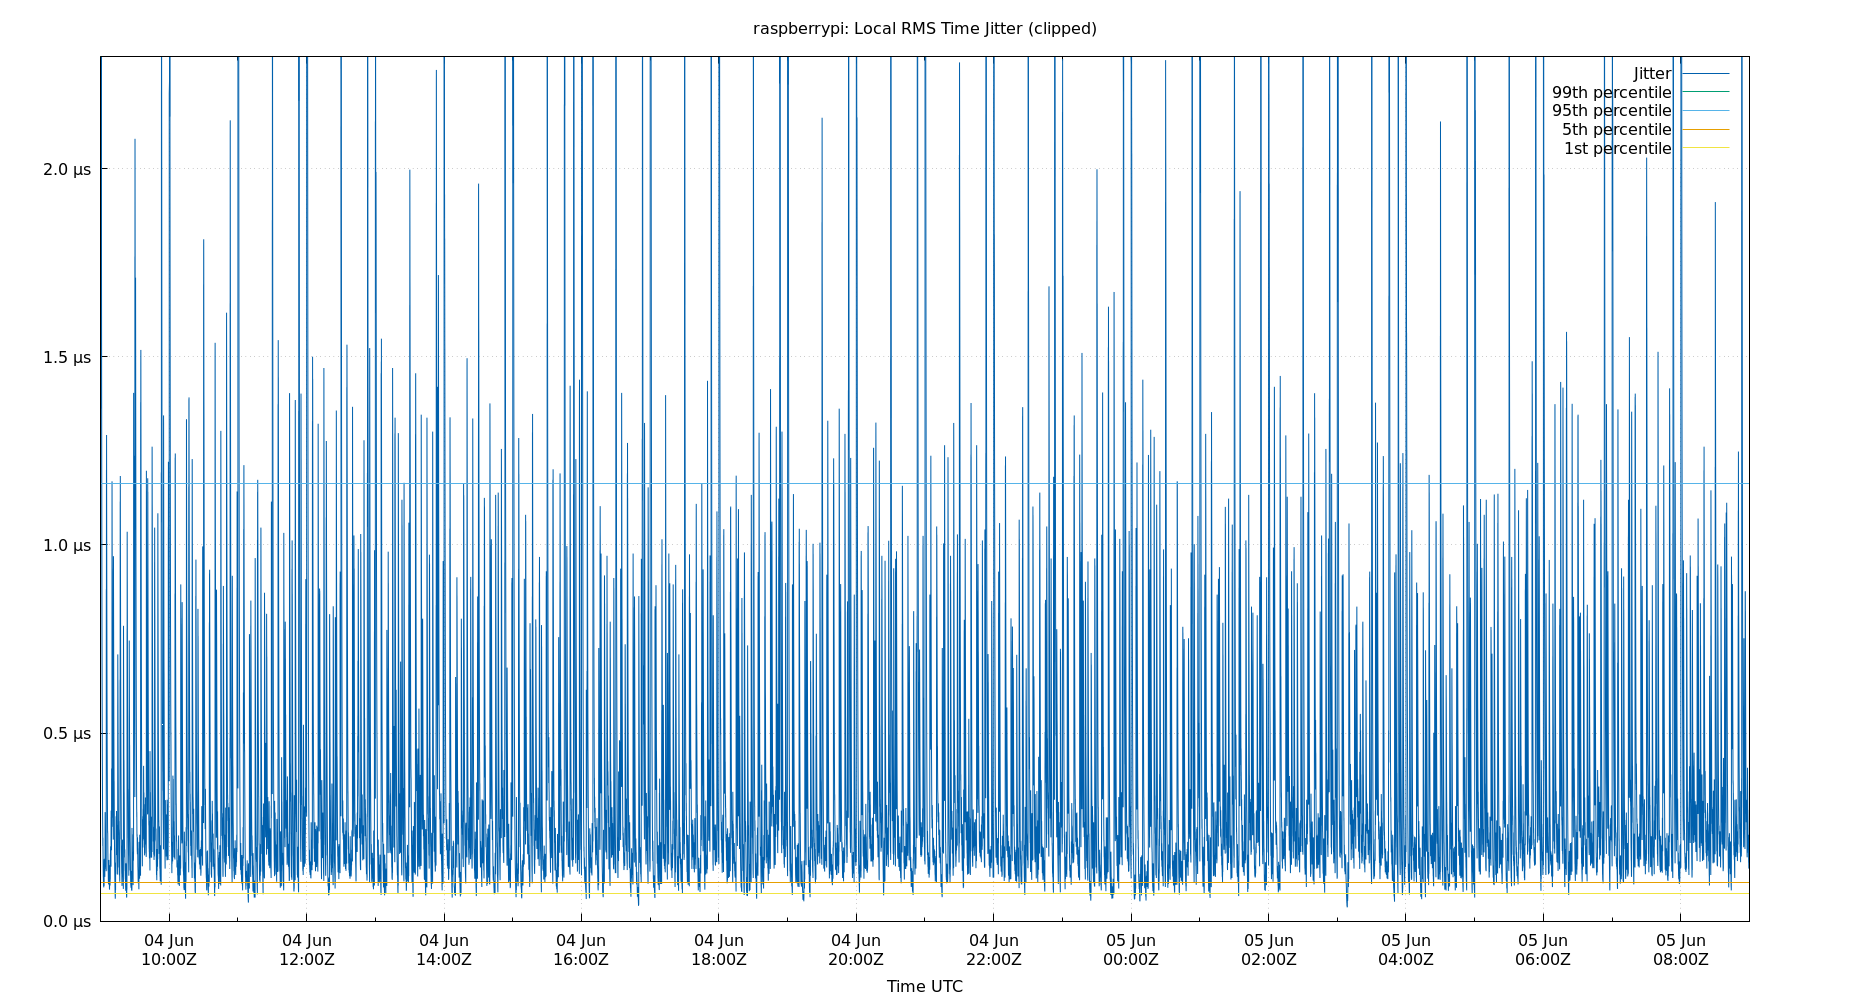 raspberrypi: Local RMS Time Jitter (clipped)
Jitter
99th percentile
95th percentile
5th percentile
1st percentile
2.0 µs
1.5 µs
1.0 µs
0.5 µs
0.0 µs
04 Jun 04 Jun 04 Jun 04 Jun 04 Jun 04 Jun 04 Jun 05 Jun 05 Jun 05 Jun 05 Jun 05 Jun
10:00Z 12:00Z 14:00Z 16:00Z 18:00Z 20:00Z 22:00Z 00:00Z 02:00Z 04:00Z 06:00Z 08:00Z
Time UTC